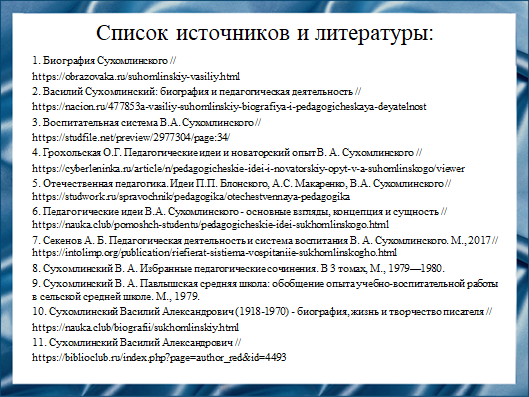 Список источников и литературы:
1. Биография Сухомлинского //
https://obrazovaka.ru/suhomlinskiy-vasiliy.html
2. Василий Сухомлинский: биография и педагогическая деятельность //
https://nacion.ru/477853a-vasiliy-suhomlinskiy-biografiya-i-pedagogicheskaya-deyatelnost
3. Воспитательная система В.А. Сухомлинского //
https://studfile.net/preview/2977304/page:34/
4. Грохольская О.Г. Педагогические идеи и новаторский опыт В. А. Сухомлинского //
https://cyberleninka.ru/article/n/pedagogicheskie-idei-i-novatorskiy-opyt-v-a-suhomlinskogo/viewer
5. Отечественная педагогика. Идеи П.П. Блонского, А.С. Макаренко, В.А. Сухомлинского //
https://studwork.ru/spravochnik/pedagogika/otechestvennaya-pedagogika
6. Педагогические идеи В.А. Сухомлинского - основные взгляды, концепция и сущность //
https://nauka.club/pomoshch-studentu/pedagogicheskie-idei-sukhomlinskogo.html
7. Секенов А. Б. Педагогическая деятельность и система воспитания В. А. Сухомлинского. М., 2017 //
https://intolimp.org/publication/riefierat-sistiema-vospitaniie-sukhomlinskogho.html
8. Сухомлинский В. А. Избранные педагогические сочинения. В 3 томах, М., 1979—1980.
9. Сухомлинский В. А. Павлышская средняя школа: обобщение опыта учебно-воспитательной работы
в сельской средней школе. М., 1979.
10. Сухомлинский Василий Александрович (1918-1970) - биография, жизнь и творчество писателя //
https://nauka.club/biografii/sukhomlinskiy.html
11. Сухомлинский Василий Александрович //
https://biblioclub.ru/index.php?page=author_red&id=4493